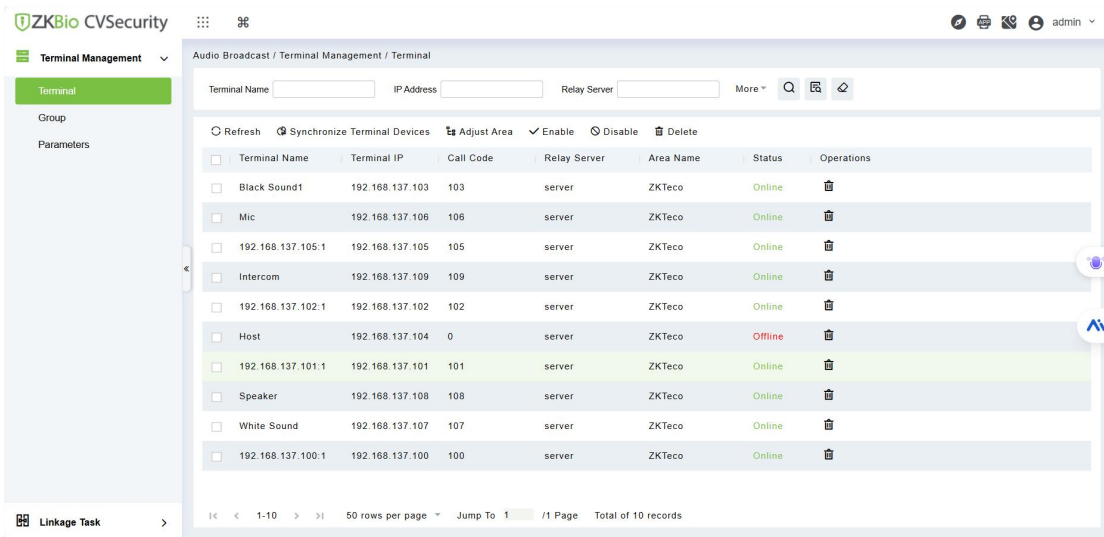 ZKBio CVSecurity
admin
Terminal Management
Terminal
Group
Parameters
Linkage Task
Audio Broadcast / Terminal Management / Terminal
Terminal Name IP Address Relay Server More
Refresh Synchronize Terminal Devices Adjust Area Enable Disable Delete
Terminal Name Terminal IP Call Code Relay Server Area Name Status Operations
Black Sound1 192.168.137.103 103 server ZKTeco Online
Mic 192.168.137.106 106 server ZKTeco Online
192.168.137.105:1 192.168.137.105 105 server ZKTeco Online
Intercom 192.168.137.109 109 server ZKTeco Online
192.168.137.102:1 192.168.137.102 102 server ZKTeco Online
Host 192.168.137.104 0 server ZKTeco Offline
192.168.137.101:1 192.168.137.101 101 server ZKTeco Online
Speaker 192.168.137.108 108 server ZKTeco Online
White Sound 192.168.137.107 107 server ZKTeco Online
192.168.137.100:1 192.168.137.100 100 server ZKTeco Online
1-10 50 rows per page Jump To 1 /1 Page Total of 10 records